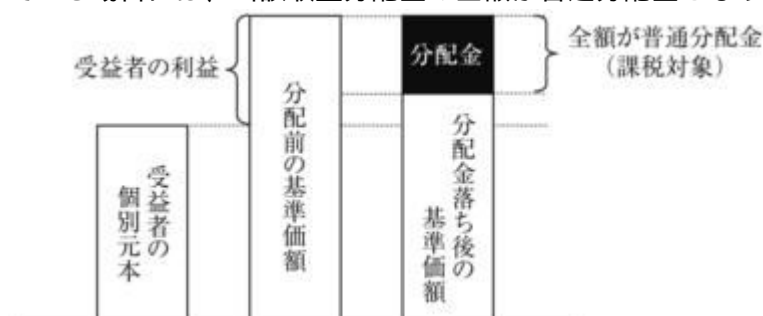 受益者の利益
分配金
全額が普通分配金
(課税対象)
受益者の
個別元本
分配前の基準価額
分配金落ち後の
基準価額